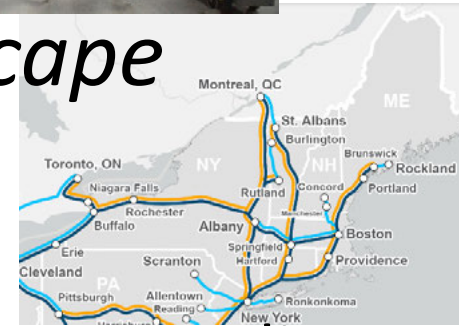 cape
Montreal, QC
St. Albans
Burlington
ME
Toronto, ON
NY
NH
Brunswick
Rockland
Niagara Falls
Rutland
Concord
Portland
Rochester
Manchester
Buffalo
Albany
Boston
Erie
Springfield
Scranton
Hartford
Providence
Cleveland
PA
Pittsburgh
Allentown
Reading
Ronkonkoma
New York